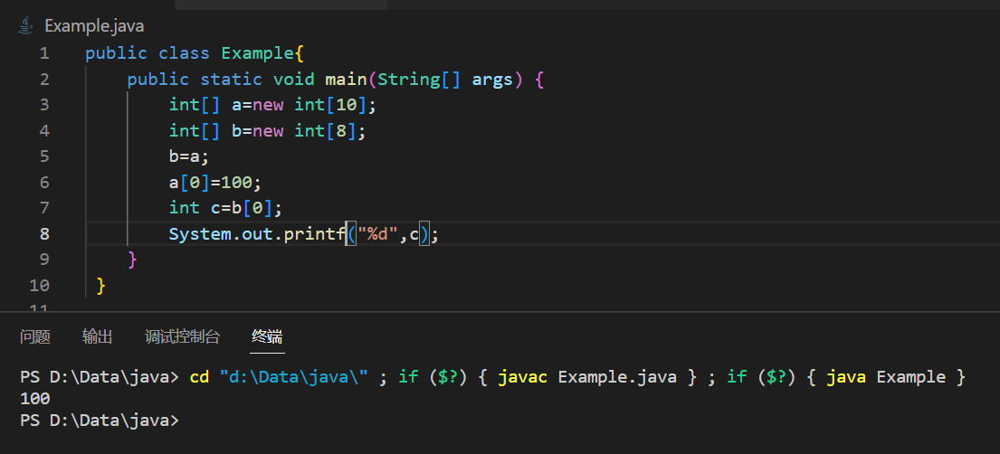 Example.java
1 public class Example{
2 public static void main(String[] args) {
3 int[] a=new int[10];
4 int[] b=new int[8];
5 b=a;
6 a[0]=100;
7 int c=b[0];
8 System.out.printf("%d",c);
9 }
10 }
11
问题 输出 调试控制台 终端
PS D:\Data\java> cd "d:\Data\java\" ; if ($?) { javac Example.java } ; if ($?) { java Example }
100
PS D:\Data\java>